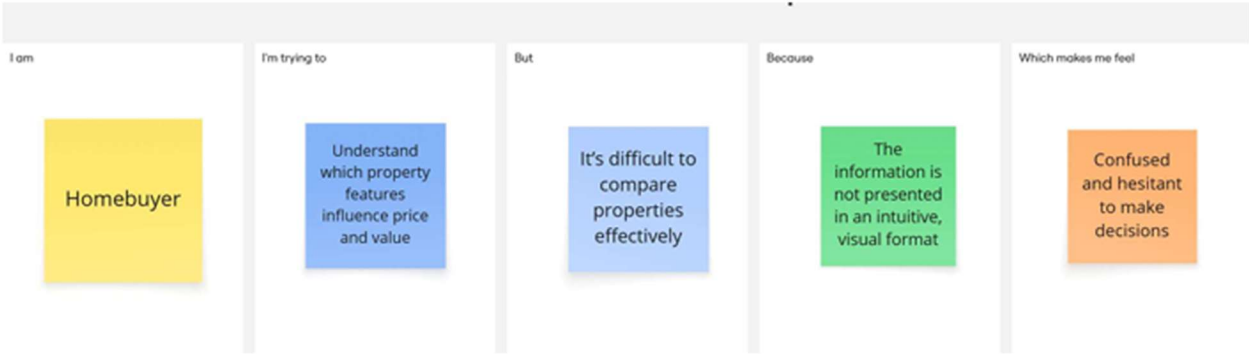 I am
Homebuyer
I'm trying to
Understand
which property
features
influence price
and value
But
It's difficult to
compare
properties
effectively
Because
The
information is
not presented
in an intuitive,
visual format
Which makes me feel
Confused
and hesitant
to make
decisions